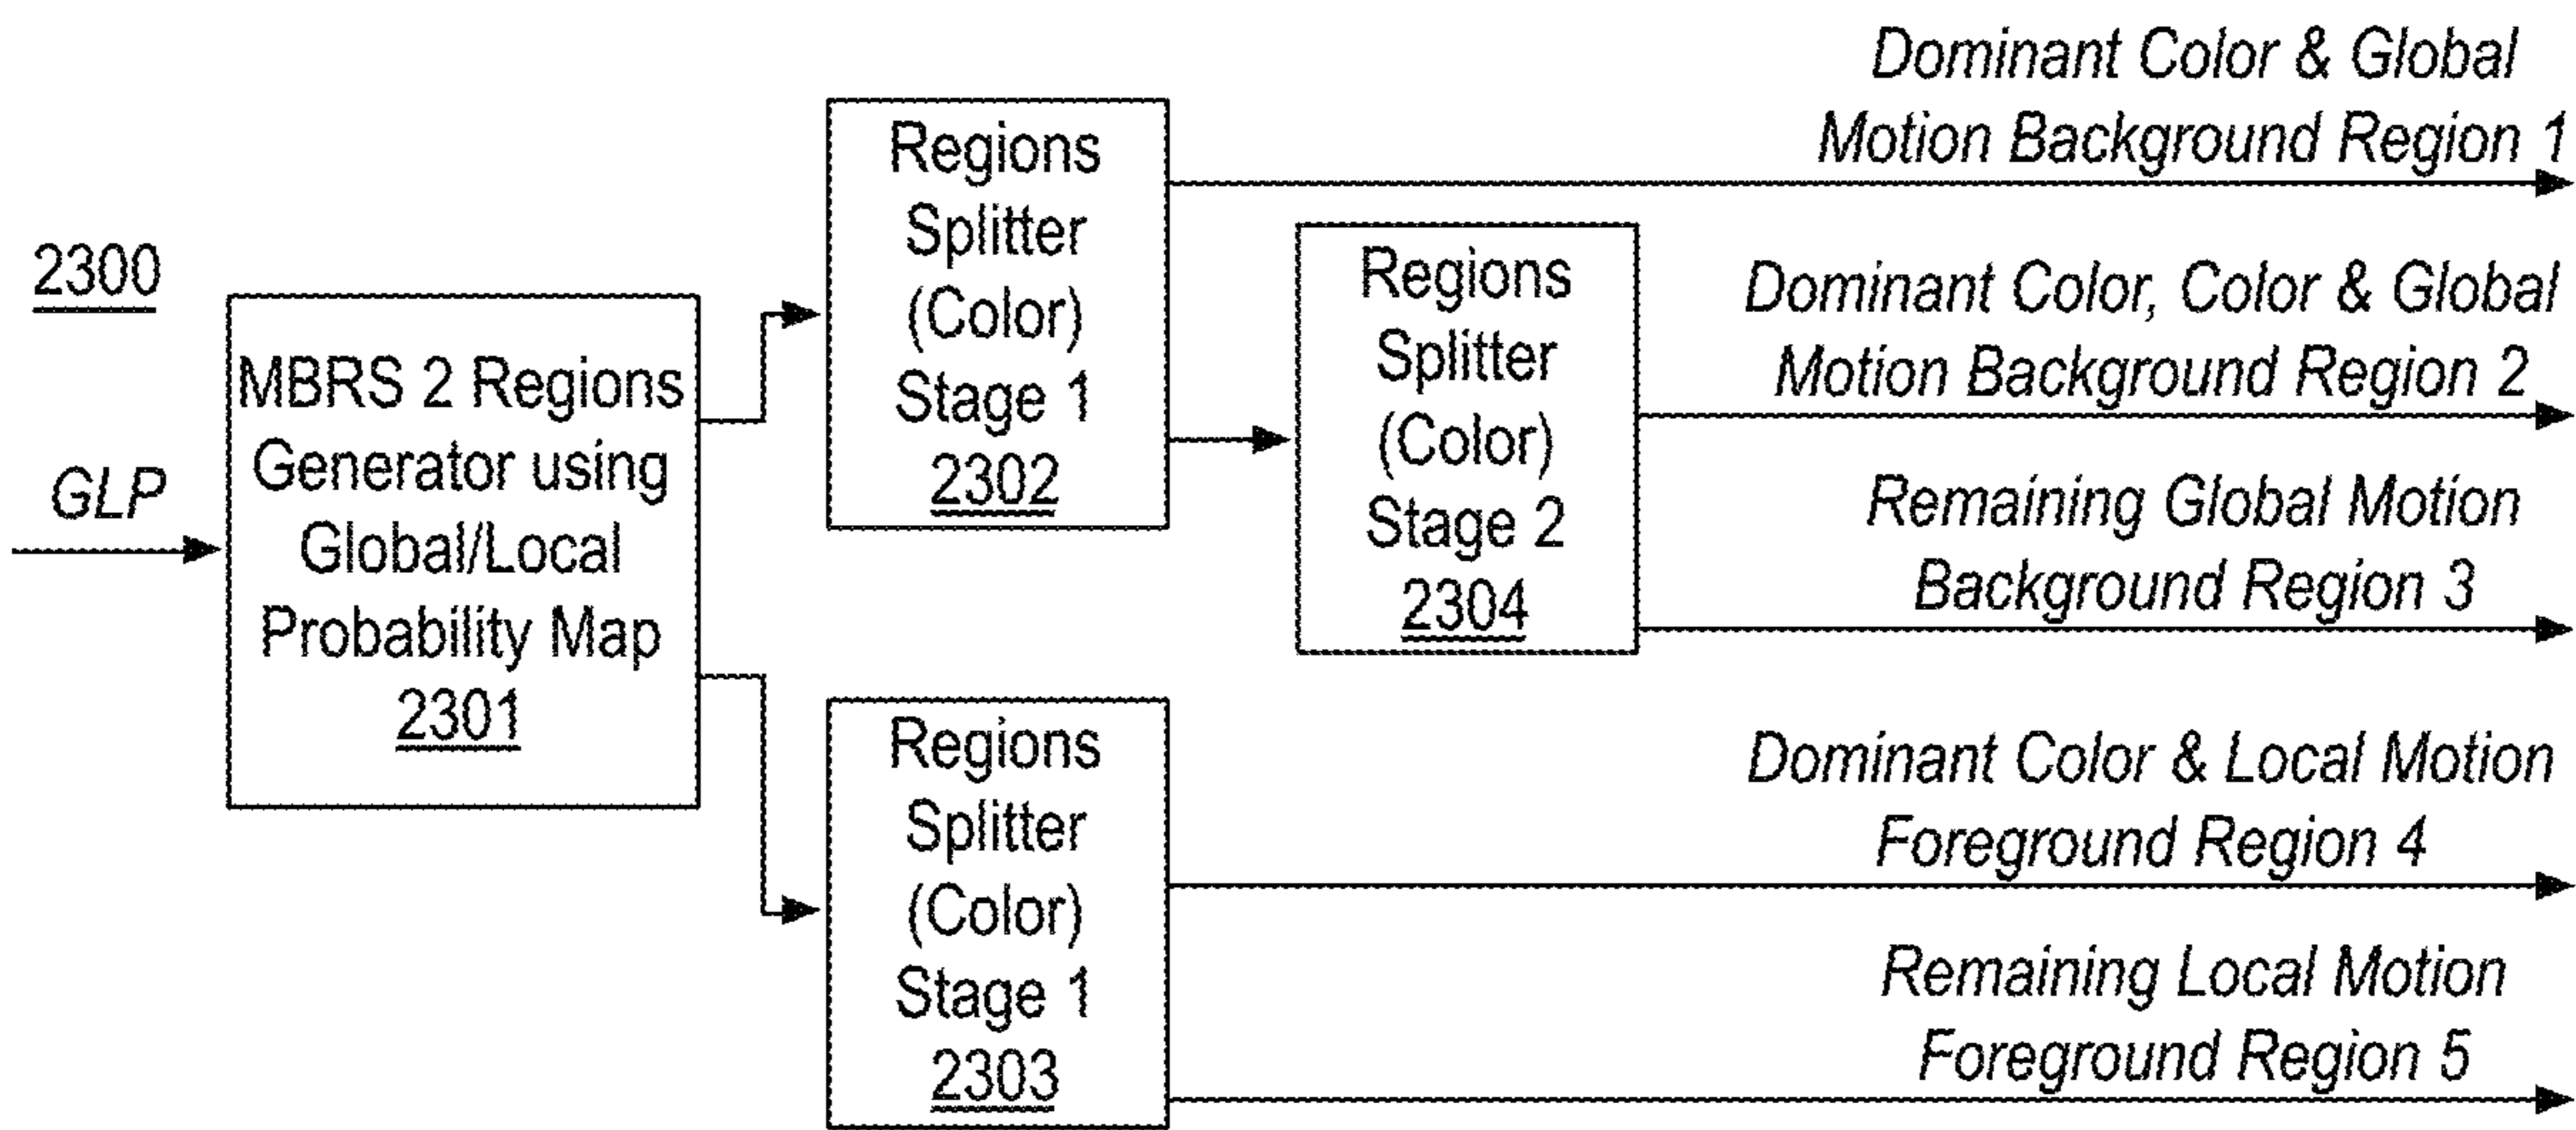 2300
GLP
MBRS 2 Regions
Generator using
Global/Local
Probability Map
2301
Regions
Splitter
(Color)
Stage 1
2302
Regions
Splitter
(Color)
Stage 2
2304
Regions
Splitter
(Color)
Stage 1
2303
Dominant Color & Global
Motion Background Region 1
Dominant Color, Color & Global
Motion Background Region 2
Remaining Global Motion
Background Region 3
Dominant Color & Local Motion
Foreground Region 4
Remaining Local Motion
Foreground Region 5